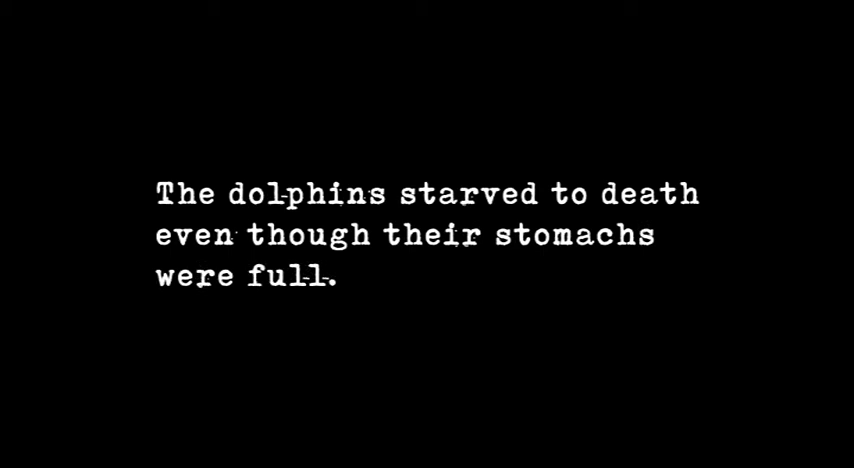 The dolphins starved to death
even though their stomachs
were full.